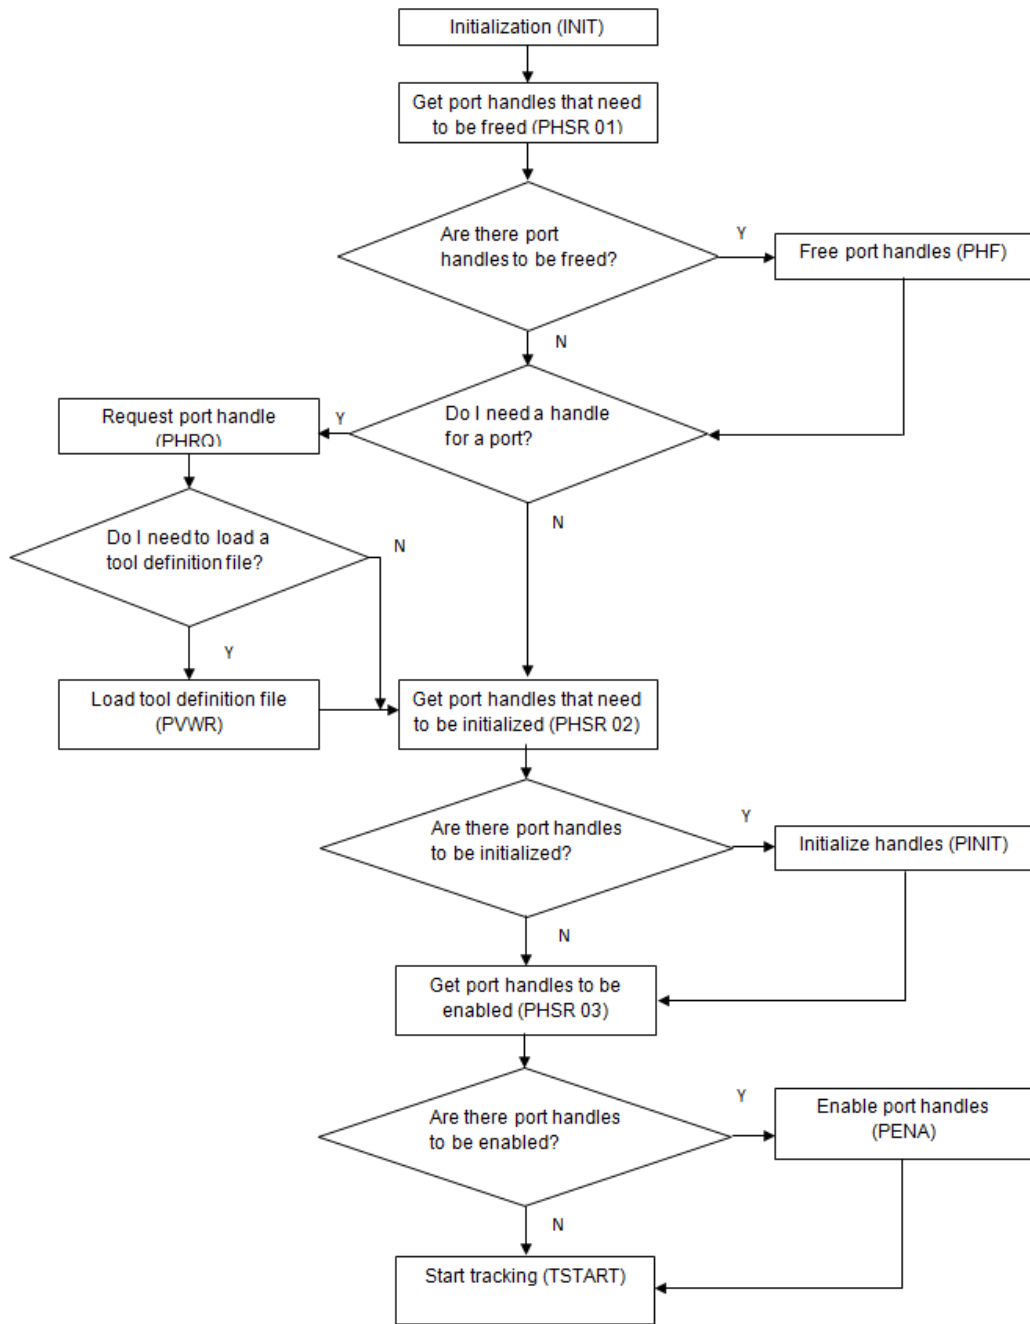 Initialization (INIT)
Get port handles that need
to be freed (PHSR 01)
Are there port
handles to be freed?
Y
Free port handles (PHF)
N
Request port handle
(PHRQ)
Y
Do I need a handle
for a port?
N
Do I need to load a
tool definition file?
N
Y
Load tool definition file
(PVWR)
Get port handles that need
to be initialized (PHSR 02)
Are there port handles
to be initialized?
Y
Initialize handles (PINIT)
N
Get port handles to be
enabled (PHSR 03)
Are there port handles
to be enabled?
Y
Enable port handles
(PENA)
N
Start tracking (TSTART)